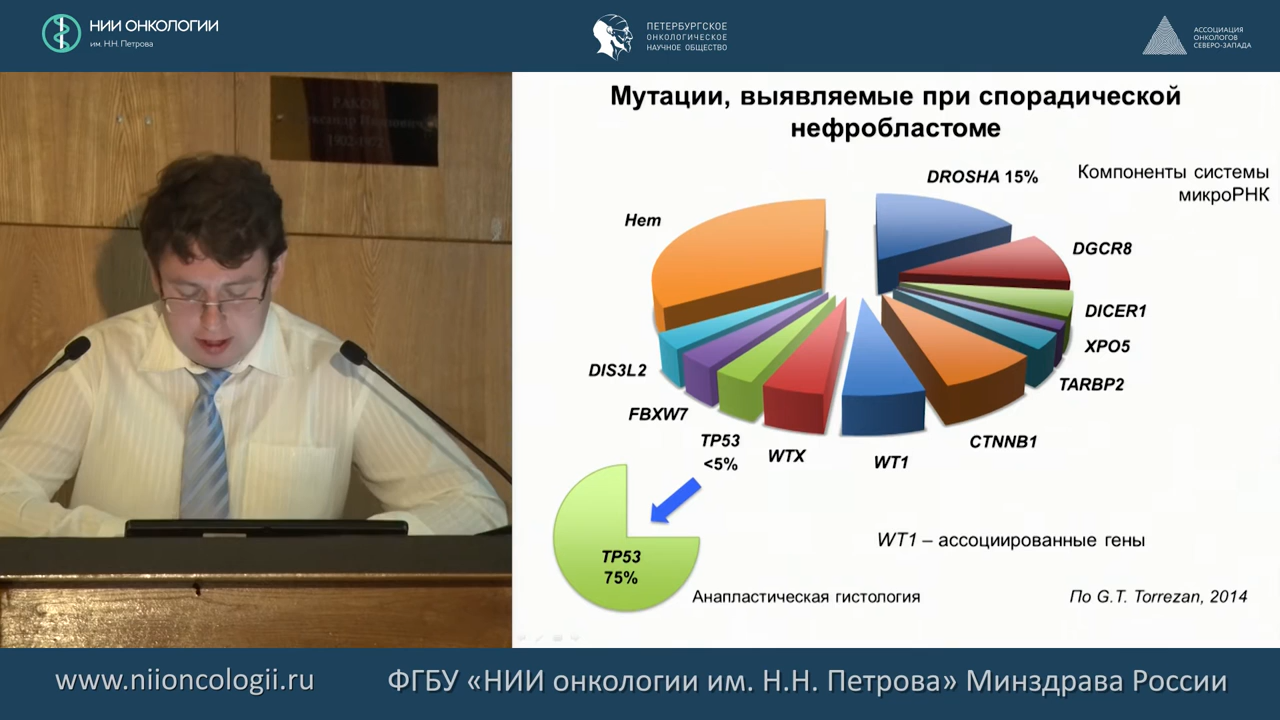 НИИ ОНКОЛОГИИ
им. Н.Н. Петрова
ПЕТЕРБУРГСКОЕ
ОНКОЛОГИЧЕСКОЕ
НАУЧНОЕ ОБЩЕСТВО
АССОЦИАЦИЯ
ОНКОЛОГОВ
СЕВЕРО-ЗАПАДА
Мутации, выявляемые при спорадической
нефробластоме
DROSHA 15%
Компоненты системы
микроРНК
Нет
DGCR8
DICER1
XPO5
TARBP2
CTNNB1
WT1
WTX
TP53
<5%
FBXW7
DIS3L2
TP53
75%
WT1 – ассоциированные гены
Анапластическая гистология
По G.T. Torrezan, 2014
www.niioncologii.ru
ФГБУ «НИИ онкологии им. Н.Н. Петрова» Минздрава России